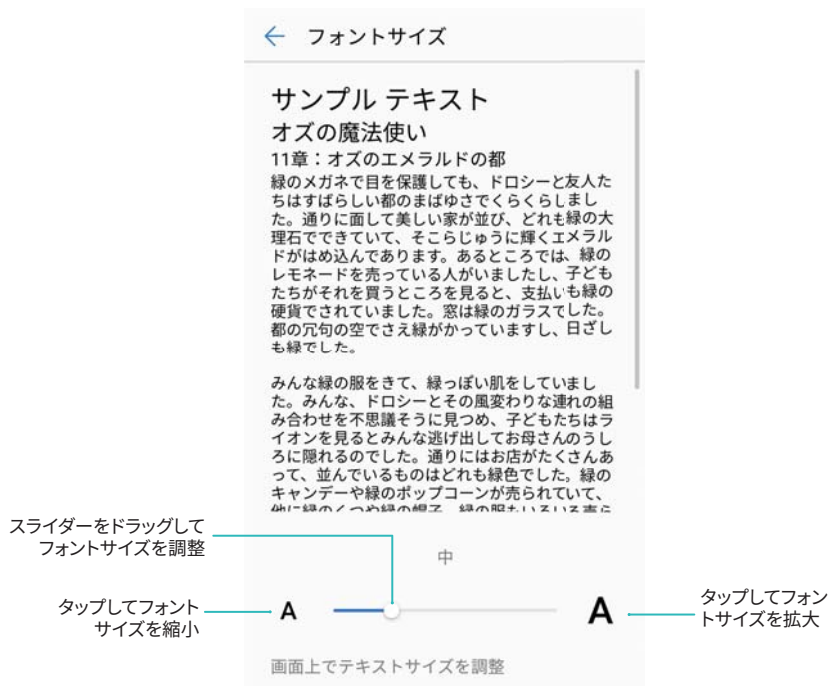 フォントサイズ
サンプル テキスト
オズの魔法使い
11章：オズのエメラルドの都
緑のメガネで目を保護しても、ドロシーと友人た
ちはすばらしい都のまばゆさでくらくらしまし
た。通りに面して美しい家が並び、どれも緑の大
理石でできていて、そこらじゅうに輝くエメラル
ドがはめ込んであります。あるところでは、緑の
レモネードを売っている人がいましたし、子ども
たちがそれを買うところを見ると、支払いも緑の
硬貨でされていました。窓は緑のガラスでした。
都の冗句の空でさえ緑がかっていますし、日ざし
も緑でした。
みんな緑の服をきて、緑っぽい肌をしていまし
た。みんな、ドロシーとその風変わりな連れの組
み合わせを不思議そうに見つめ、子どもたちはラ
イオンを見るとみんな逃げ出してお母さんのうし
ろに隠れるのでした。通りにはお店がたくさんあ
って、並んでいるものはどれも緑色でした。緑の
キャンデーや緑のポップコーンが売られていて、
他に緑のくつや緑の帽子、緑の服もいろいろ売ら
スライダーをドラッグして
フォントサイズを調整
中
タップしてフォント
サイズを縮小
A
A
タップしてフォン
トサイズを拡大
画面上でテキストサイズを調整